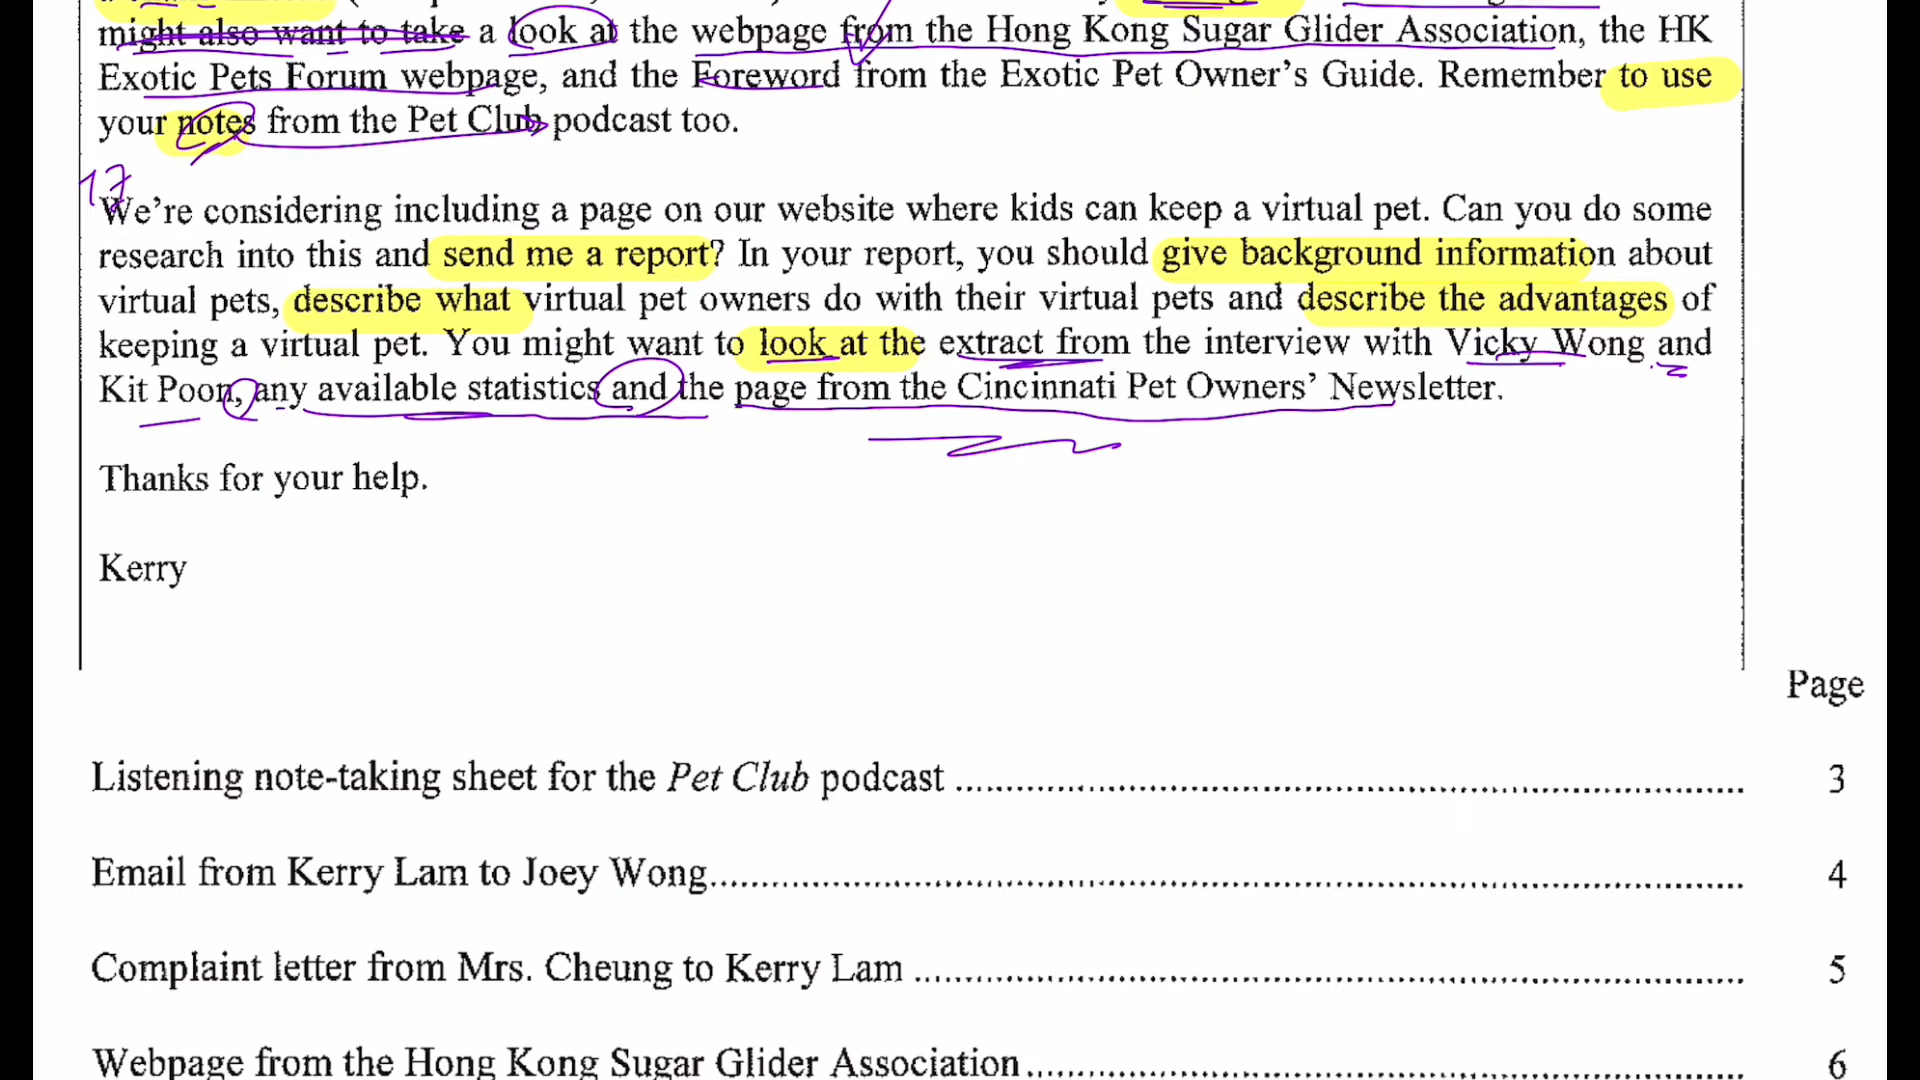 might also want to take a look at the webpage from the Hong Kong Sugar Glider Association, the HK
Exotic Pets Forum webpage, and the Foreword from the Exotic Pet Owner's Guide. Remember to use
your notes from the Pet Club podcast too.
17
We're considering including a page on our website where kids can keep a virtual pet. Can you do some
research into this and send me a report? In your report, you should give background information about
virtual pets, describe what virtual pet owners do with their virtual pets and describe the advantages of
keeping a virtual pet. You might want to look at the extract from the interview with Vicky Wong and
Kit Poon, any available statistics and the page from the Cincinnati Pet Owners' Newsletter.
Thanks for your help.
Kerry
Page
Listening note-taking sheet for the Pet Club podcast ........ 3
Email from Kerry Lam to Joey Wong........ 4
Complaint letter from Mrs. Cheung to Kerry Lam ........ 5
Webpage from the Hong Kong Sugar Glider Association........ 6